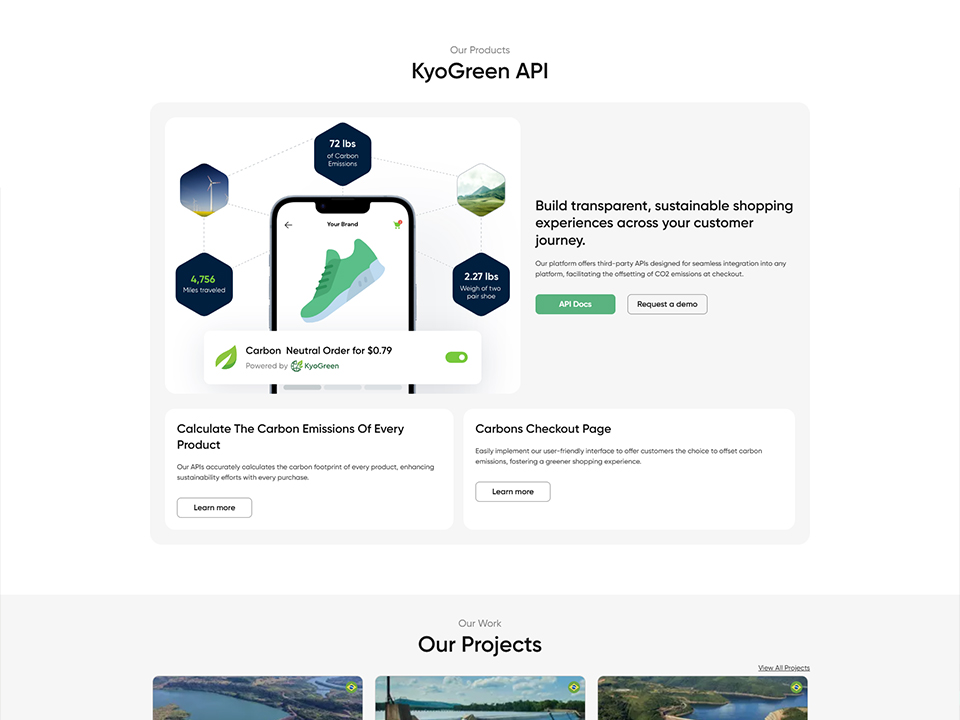 Our Products
KyoGreen API
72 lbs
of Carbon
Emissions
Your Brand
4,756
Miles traveled
2.27 lbs
Weigh of two
pair shoe
Carbon Neutral Order for $0.79
Powered by KyoGreen
Build transparent, sustainable shopping
experiences across your customer
journey.
Our platform offers third-party APIs designed for seamless integration into any
platform, facilitating the offsetting of CO2 emissions at checkout.
API Docs
Request a demo
Calculate The Carbon Emissions Of Every
Product
Our APIs accurately calculates the carbon footprint of every product, enhancing
sustainability efforts with every purchase.
Learn more
Carbons Checkout Page
Easily implement our user-friendly interface to offer customers the choice to offset carbon
emissions, fostering a greener shopping experience.
Learn more
Our Work
Our Projects
View All Projects